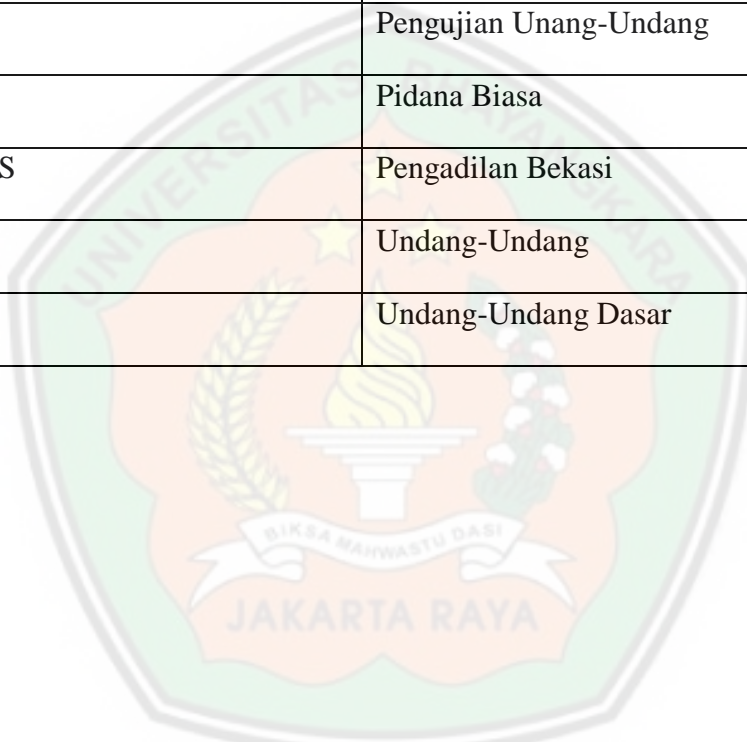 Pengujian Unang-Undang
Pidana Biasa
S
Pengadilan Bekasi
Undang-Undang
Undang-Undang Dasar
UNIVERSITAS BHAYANGKARA
BIKSA MAHWASTU DASI
JAKARTA RAYA